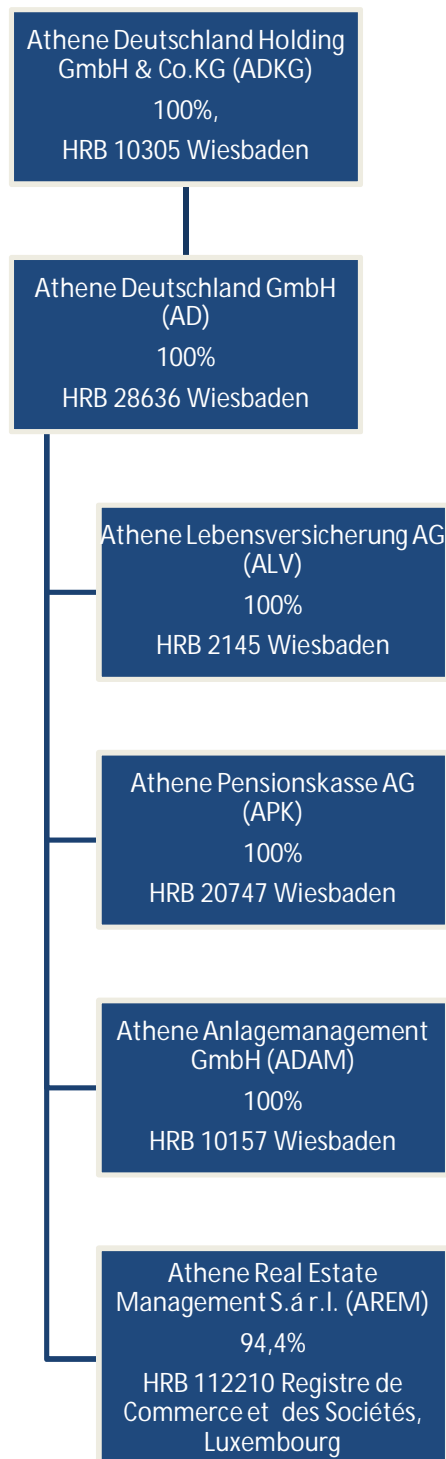 Athene Deutschland Holding
GmbH & Co.KG (ADKG)
100%,
HRB 10305 Wiesbaden
Athene Deutschland GmbH
(AD)
100%
HRB 28636 Wiesbaden
Athene Lebensversicherung AG
(ALV)
100%
HRB 2145 Wiesbaden
Athene Pensionskasse AG
(APK)
100%
HRB 20747 Wiesbaden
Athene Anlagemanagement
GmbH (ADAM)
100%
HRB 10157 Wiesbaden
Athene Real Estate
Management S.á r.l. (AREM)
94,4%
HRB 112210 Registre de
Commerce et des Sociétés,
Luxembourg